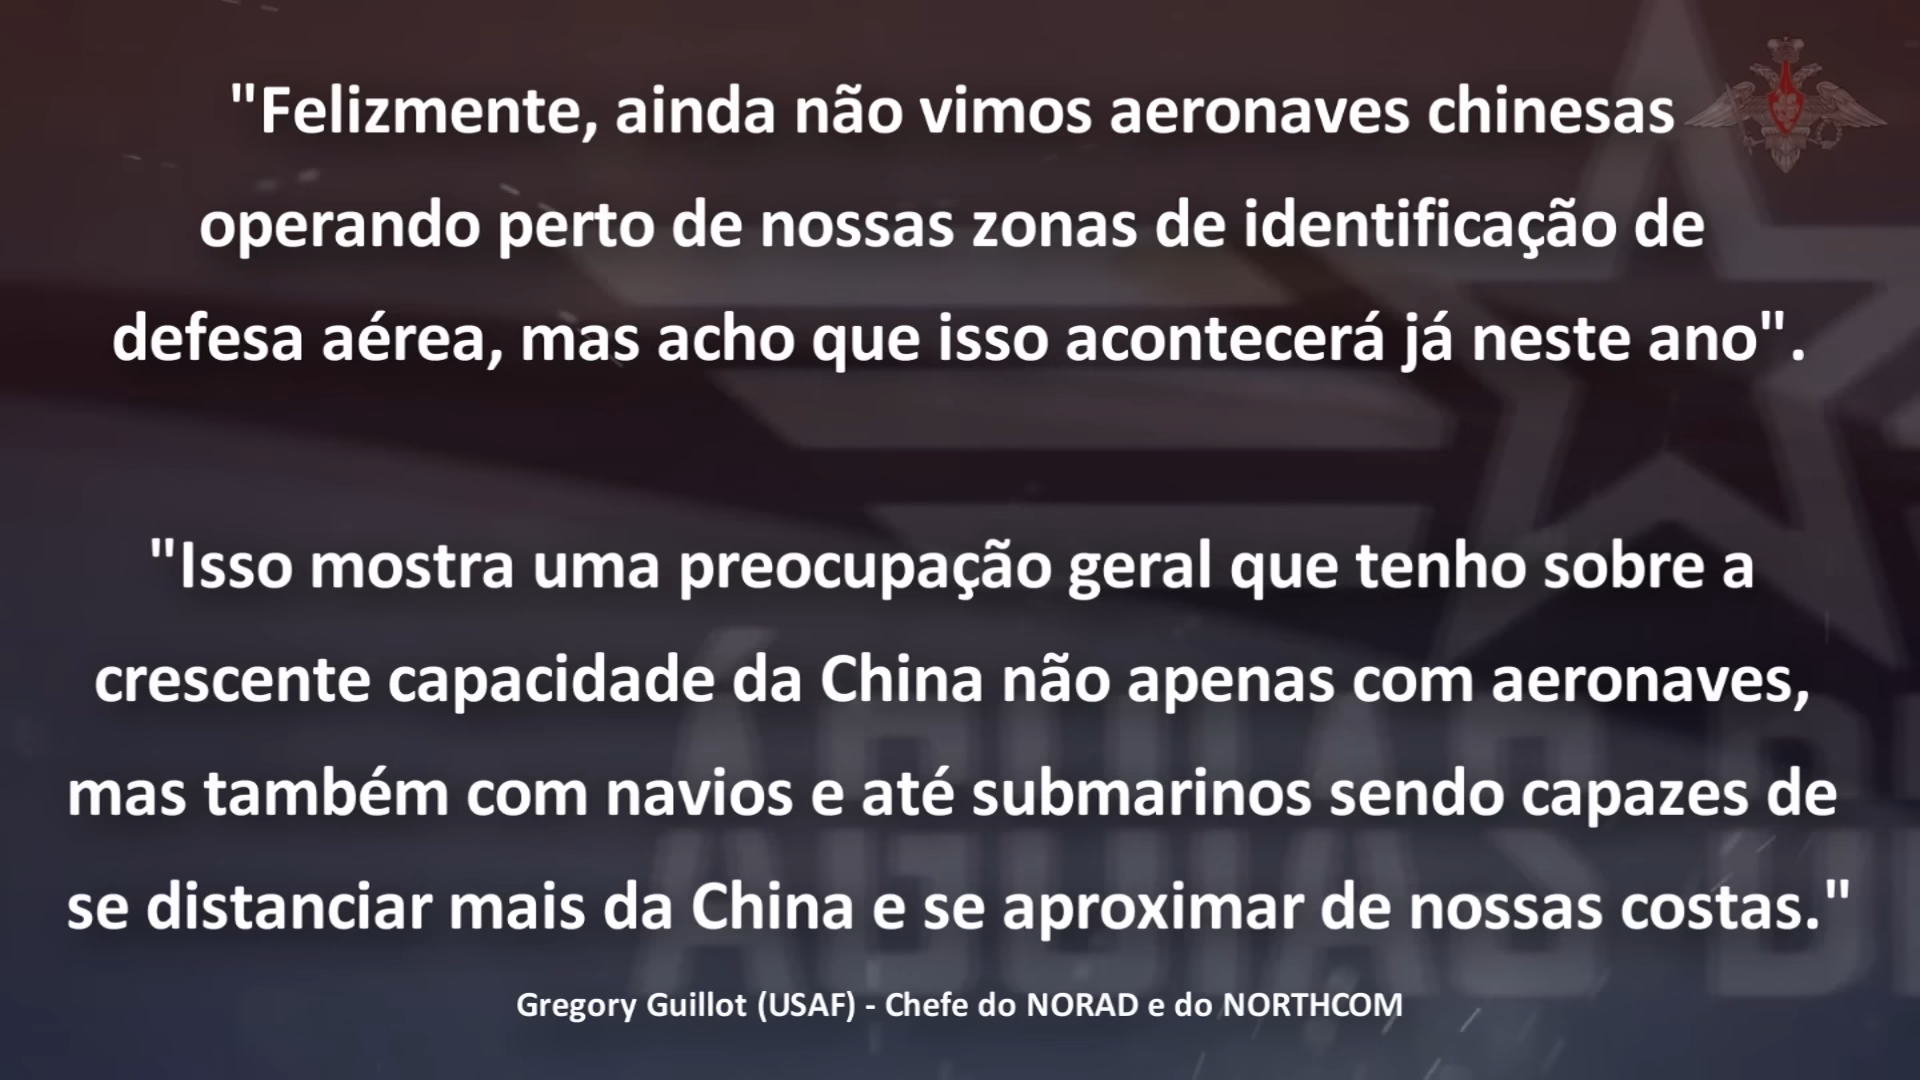 "Felizmente, ainda não vimos aeronaves chinesas
operando perto de nossas zonas de identificação de
defesa aérea, mas acho que isso acontecerá já neste ano".
"Isso mostra uma preocupação geral que tenho sobre a
crescente capacidade da China não apenas com aeronaves,
mas também com navios e até submarinos sendo capazes de
se distanciar mais da China e se aproximar de nossas costas."
Gregory Guillot (USAF) - Chefe do NORAD e do NORTHCOM
ÁGUIAS D